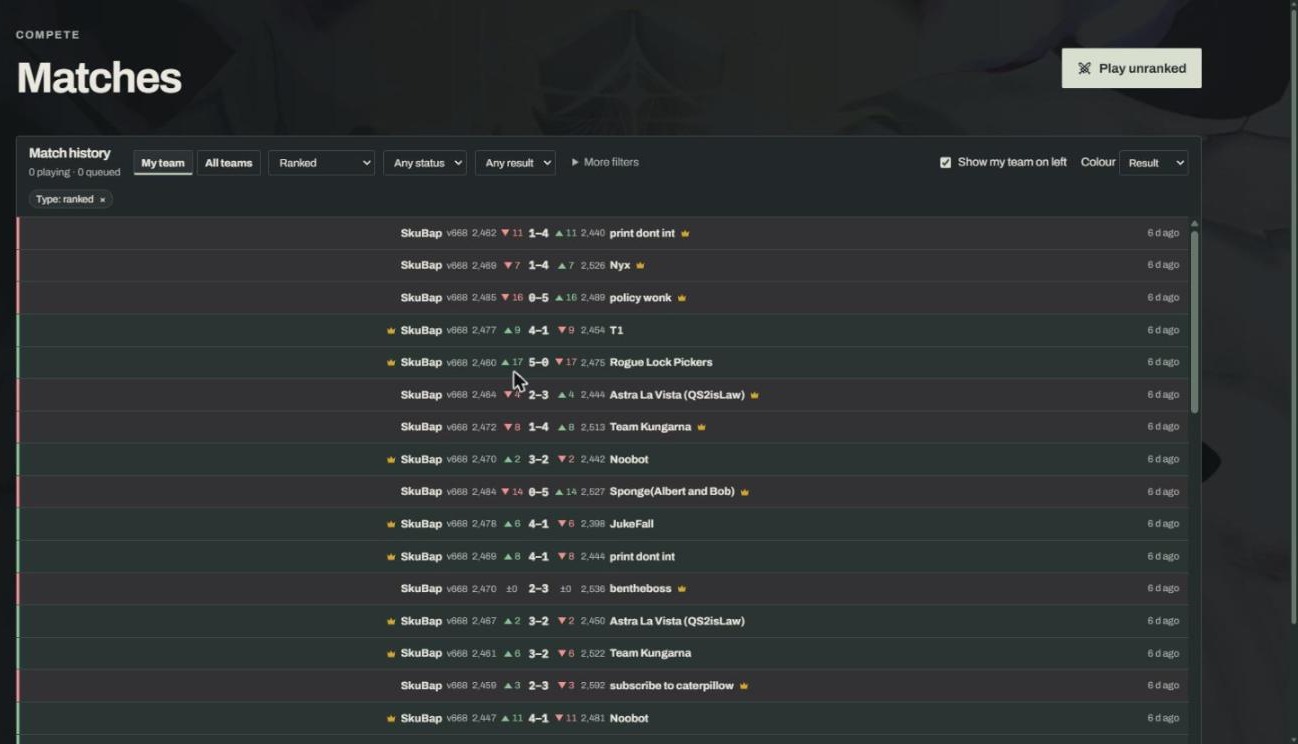 COMPETE
Matches
Play unranked
Match history
0 playing · 0 queued
My team
All teams
Ranked
Any status
Any result
▶ More filters
Show my team on left
Colour
Result
Type: ranked ×
SkuBap v668 2,462 ▼ 11 1–4 ▲ 11 2,440 print dont int 6 d ago
SkuBap v668 2,469 ▼ 7 1–4 ▲ 7 2,526 Nyx 6 d ago
SkuBap v668 2,485 ▼ 16 0–5 ▲ 16 2,489 policy wonk 6 d ago
SkuBap v668 2,477 ▲ 9 4–1 ▼ 9 2,454 T1 6 d ago
SkuBap v668 2,460 ▲ 17 5–0 ▼ 17 2,475 Rogue Lock Pickers 6 d ago
SkuBap v668 2,464 ▼ 4 2–3 ▲ 4 2,444 Astra La Vista (QS2isLaw) 6 d ago
SkuBap v668 2,472 ▼ 8 1–4 ▲ 8 2,513 Team Kungarna 6 d ago
SkuBap v668 2,470 ▲ 2 3–2 ▼ 2 2,442 Noobot 6 d ago
SkuBap v668 2,484 ▼ 14 0–5 ▲ 14 2,527 Sponge(Albert and Bob) 6 d ago
SkuBap v668 2,478 ▲ 6 4–1 ▼ 6 2,398 JukeFall 6 d ago
SkuBap v668 2,469 ▲ 8 4–1 ▼ 8 2,444 print dont int 6 d ago
SkuBap v668 2,470 ±0 2–3 ±0 2,536 bentheboss 6 d ago
SkuBap v668 2,467 ▲ 2 3–2 ▼ 2 2,450 Astra La Vista (QS2isLaw) 6 d ago
SkuBap v668 2,461 ▲ 6 3–2 ▼ 6 2,522 Team Kungarna 6 d ago
SkuBap v668 2,459 ▲ 3 2–3 ▼ 3 2,592 subscribe to caterpillow 6 d ago
SkuBap v668 2,447 ▲ 11 4–1 ▼ 11 2,481 Noobot 6 d ago